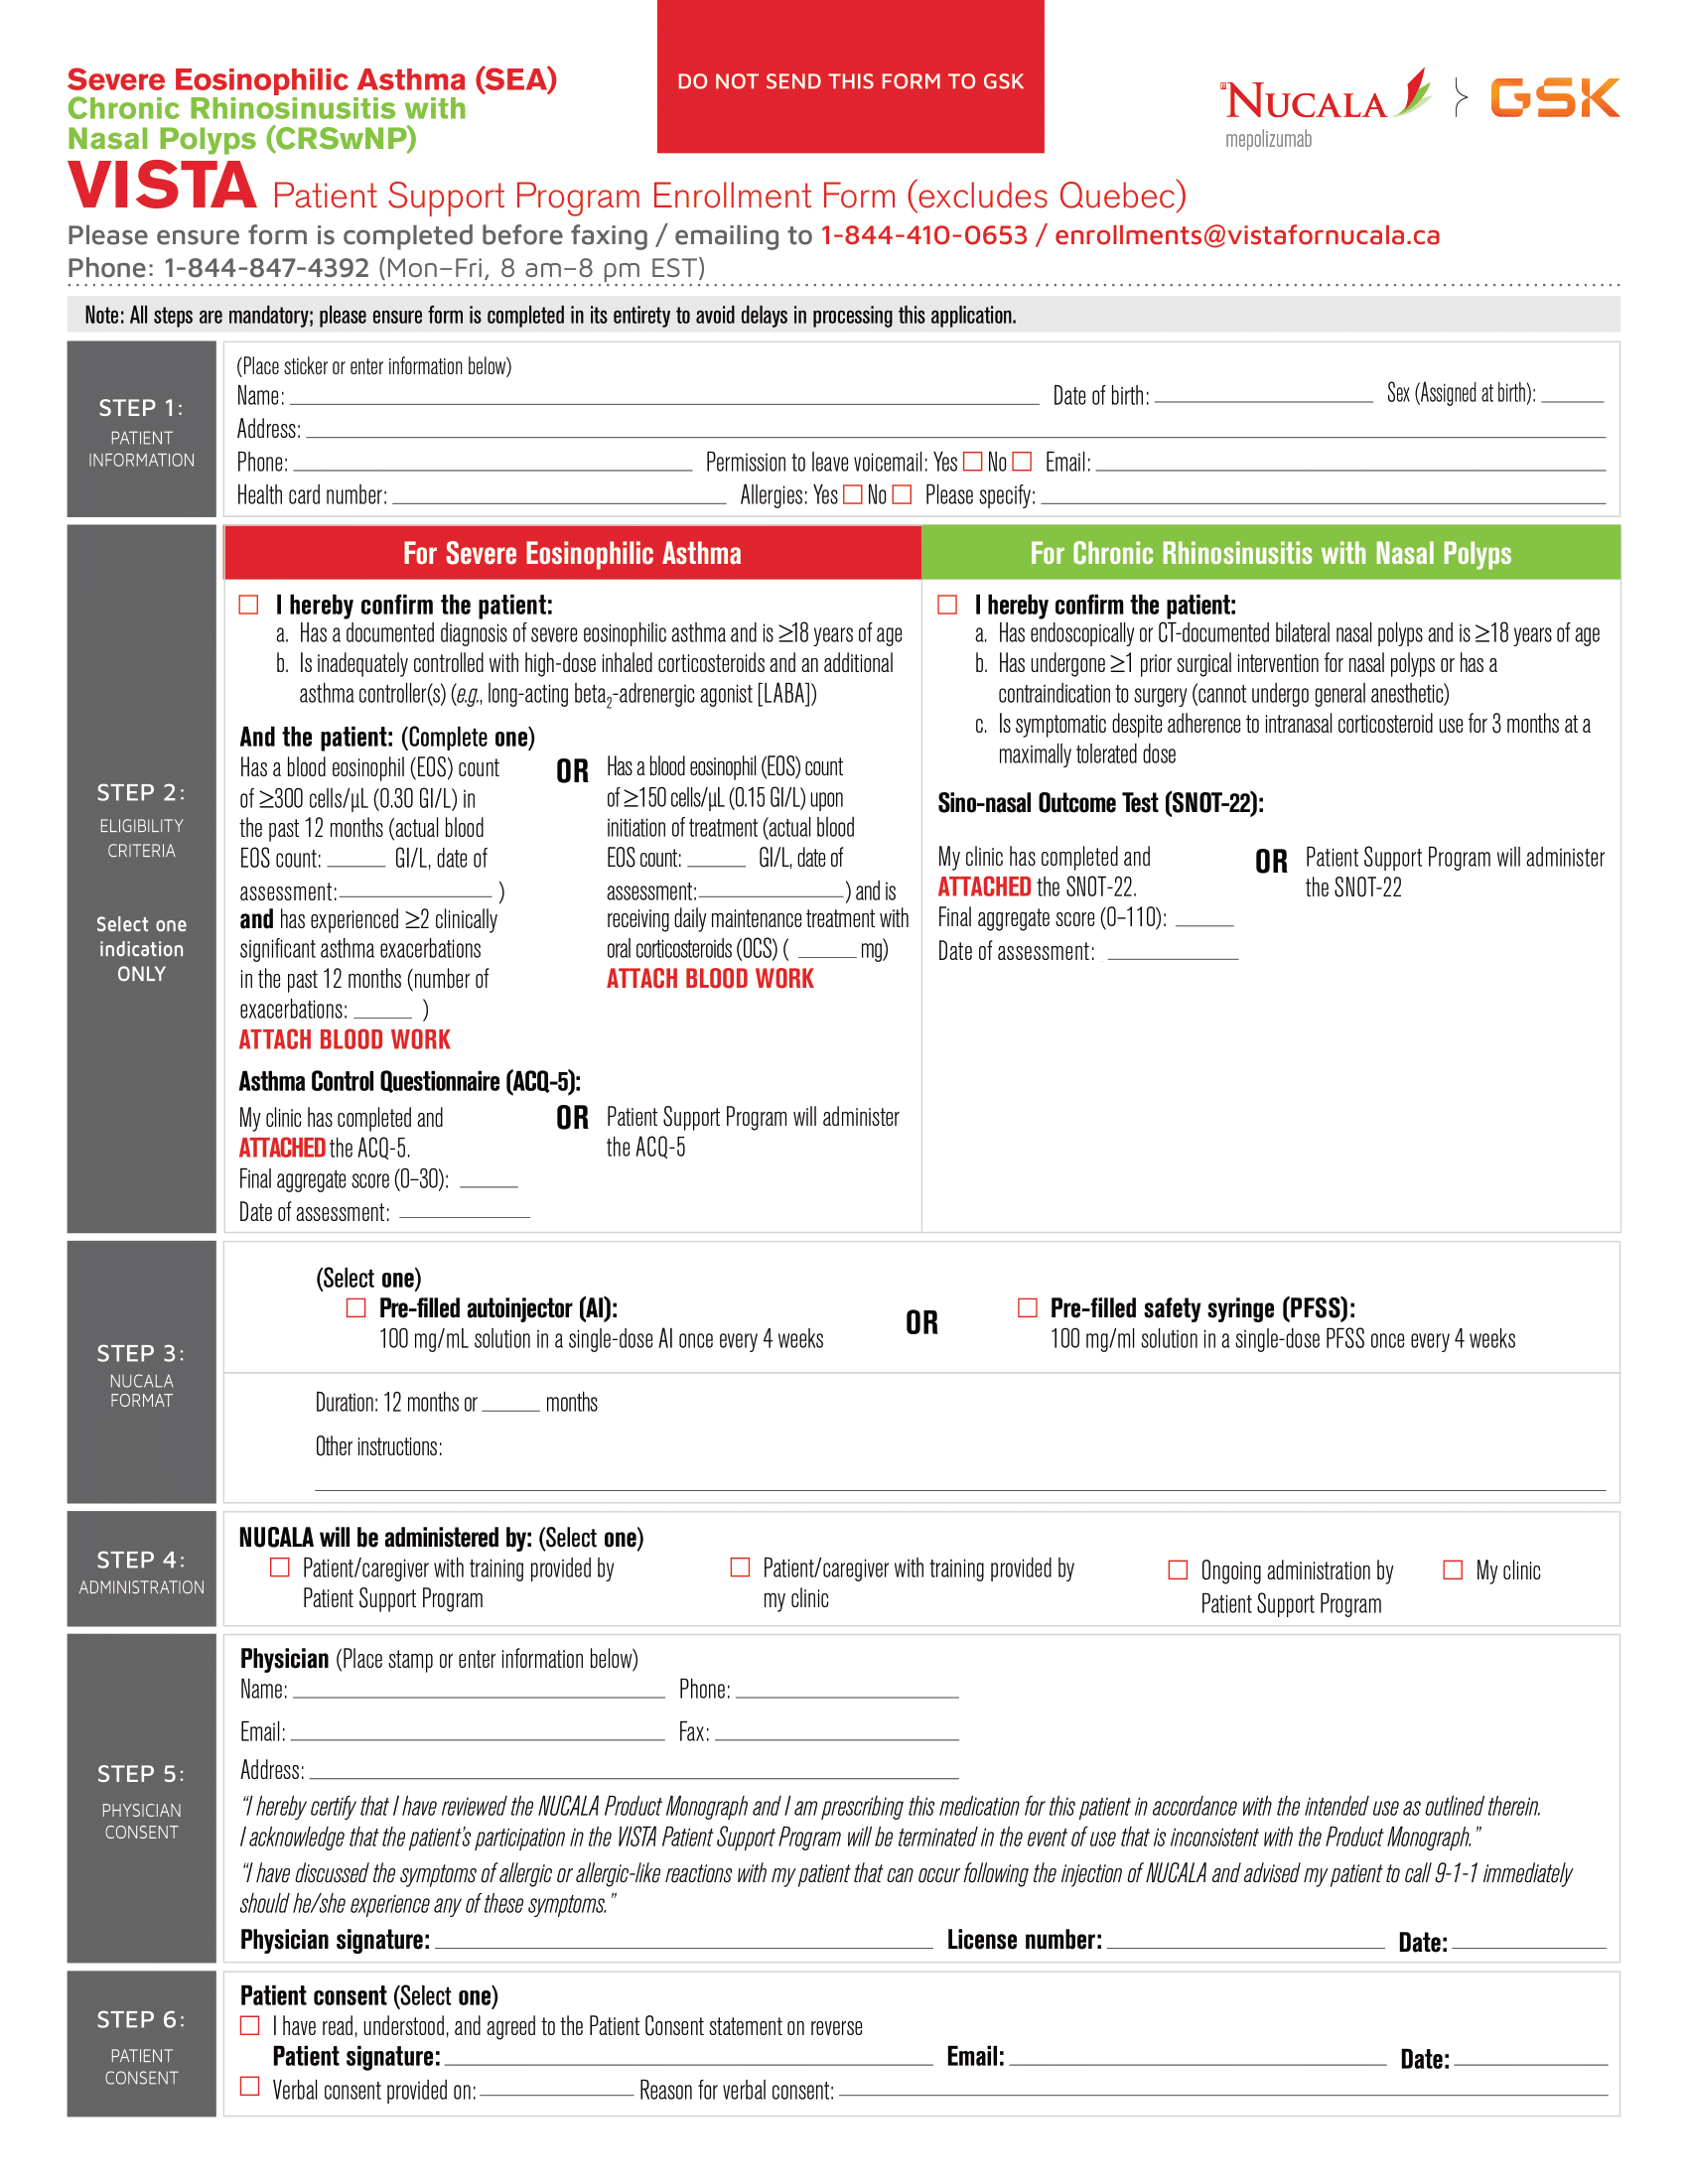 Severe Eosinophilic Asthma (SEA)
Chronic Rhinosinusitis with
Nasal Polyps (CRSwNP)
DO NOT SEND THIS FORM TO GSK
NUCALA
mepolizumab
GSK
VISTA Patient Support Program Enrollment Form (excludes Quebec)
Please ensure form is completed before faxing / emailing to 1-844-410-0653 / enrollments@vistafornucala.ca
Phone: 1-844-847-4392 (Mon–Fri, 8 am–8 pm EST)
Note: All steps are mandatory; please ensure form is completed in its entirety to avoid delays in processing this application.
STEP 1:
PATIENT
INFORMATION
(Place sticker or enter information below)
Name: Date of birth: Sex (Assigned at birth):
Address:
Phone: Permission to leave voicemail: Yes No Email:
Health card number: Allergies: Yes No Please specify:
STEP 2:
ELIGIBILITY
CRITERIA
Select one
indication
ONLY
For Severe Eosinophilic Asthma
I hereby confirm the patient:
a. Has a documented diagnosis of severe eosinophilic asthma and is ≥18 years of age
b. Is inadequately controlled with high-dose inhaled corticosteroids and an additional
asthma controller(s) (e.g., long-acting beta2-adrenergic agonist [LABA])
And the patient: (Complete one)
Has a blood eosinophil (EOS) count
of ≥300 cells/µL (0.30 GI/L) in
the past 12 months (actual blood
EOS count: GI/L, date of
assessment: )
and has experienced ≥2 clinically
significant asthma exacerbations
in the past 12 months (number of
exacerbations: )
ATTACH BLOOD WORK
OR
Has a blood eosinophil (EOS) count
of ≥150 cells/µL (0.15 GI/L) upon
initiation of treatment (actual blood
EOS count: GI/L, date of
assessment: ) and is
receiving daily maintenance treatment with
oral corticosteroids (OCS) ( mg)
ATTACH BLOOD WORK
Asthma Control Questionnaire (ACQ-5):
My clinic has completed and
ATTACHED the ACQ-5.
Final aggregate score (0–30):
Date of assessment:
OR
Patient Support Program will administer
the ACQ-5
For Chronic Rhinosinusitis with Nasal Polyps
I hereby confirm the patient:
a. Has endoscopically or CT-documented bilateral nasal polyps and is ≥18 years of age
b. Has undergone ≥1 prior surgical intervention for nasal polyps or has a
contraindication to surgery (cannot undergo general anesthetic)
c. Is symptomatic despite adherence to intranasal corticosteroid use for 3 months at a
maximally tolerated dose
Sino-nasal Outcome Test (SNOT-22):
My clinic has completed and
ATTACHED the SNOT-22.
Final aggregate score (0–110):
Date of assessment:
OR
Patient Support Program will administer
the SNOT-22
STEP 3:
NUCALA
FORMAT
(Select one)
Pre-filled autoinjector (AI):
100 mg/mL solution in a single-dose AI once every 4 weeks
OR
Pre-filled safety syringe (PFSS):
100 mg/ml solution in a single-dose PFSS once every 4 weeks
Duration: 12 months or months
Other instructions:
STEP 4:
ADMINISTRATION
NUCALA will be administered by: (Select one)
Patient/caregiver with training provided by
Patient Support Program
Patient/caregiver with training provided by
my clinic
Ongoing administration by
Patient Support Program
My clinic
STEP 5:
PHYSICIAN
CONSENT
Physician (Place stamp or enter information below)
Name: Phone:
Email: Fax:
Address:
“I hereby certify that I have reviewed the NUCALA Product Monograph and I am prescribing this medication for this patient in accordance with the intended use as outlined therein.
I acknowledge that the patient’s participation in the VISTA Patient Support Program will be terminated in the event of use that is inconsistent with the Product Monograph.”
“I have discussed the symptoms of allergic or allergic-like reactions with my patient that can occur following the injection of NUCALA and advised my patient to call 9-1-1 immediately
should he/she experience any of these symptoms.”
Physician signature: License number: Date:
STEP 6:
PATIENT
CONSENT
Patient consent (Select one)
I have read, understood, and agreed to the Patient Consent statement on reverse
Patient signature: Email: Date:
Verbal consent provided on: Reason for verbal consent: